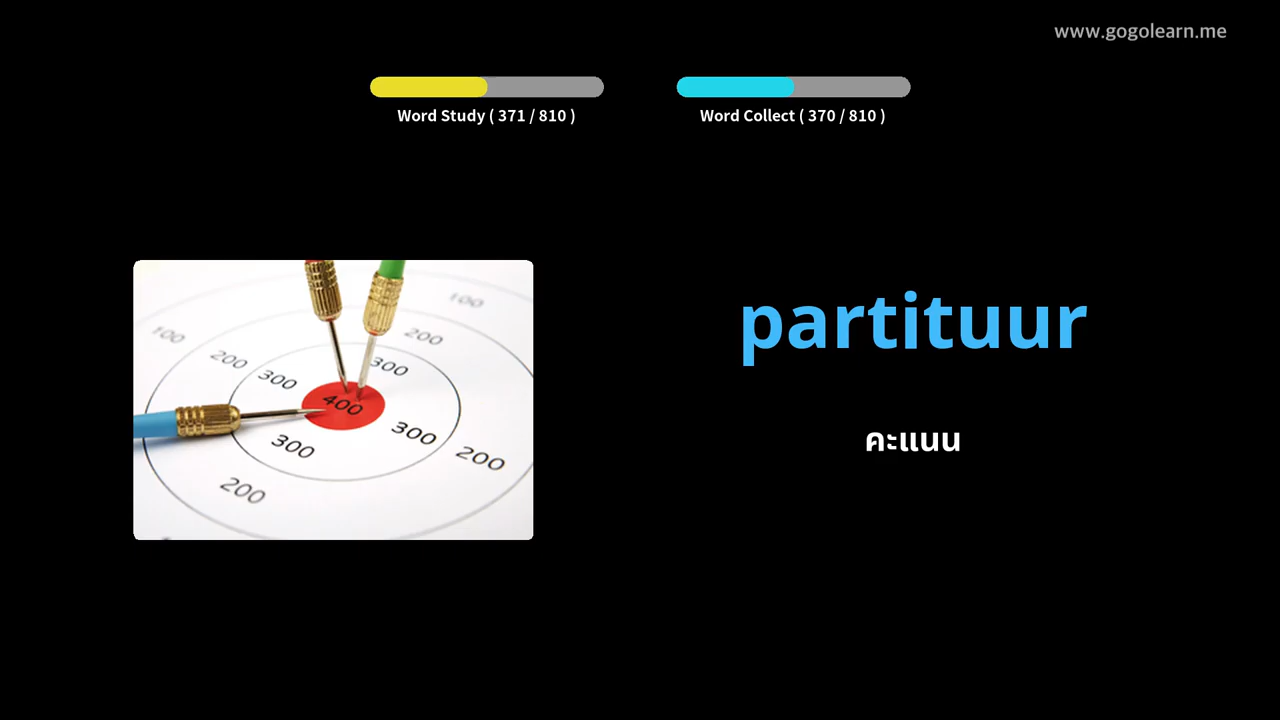 www.gogolearn.me
Word Study ( 371 / 810 )
Word Collect ( 370 / 810 )
partituur
คะแนน
100
100
200
200
300
300
400
300
300
200
200